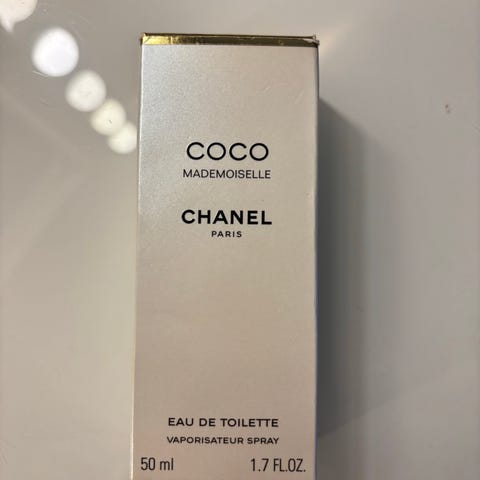 COCO
MADEMOISELLE
CHANEL
PARIS
EAU DE TOILETTE
VAPORISATEUR SPRAY
50 ml 1.7 FL.OZ.